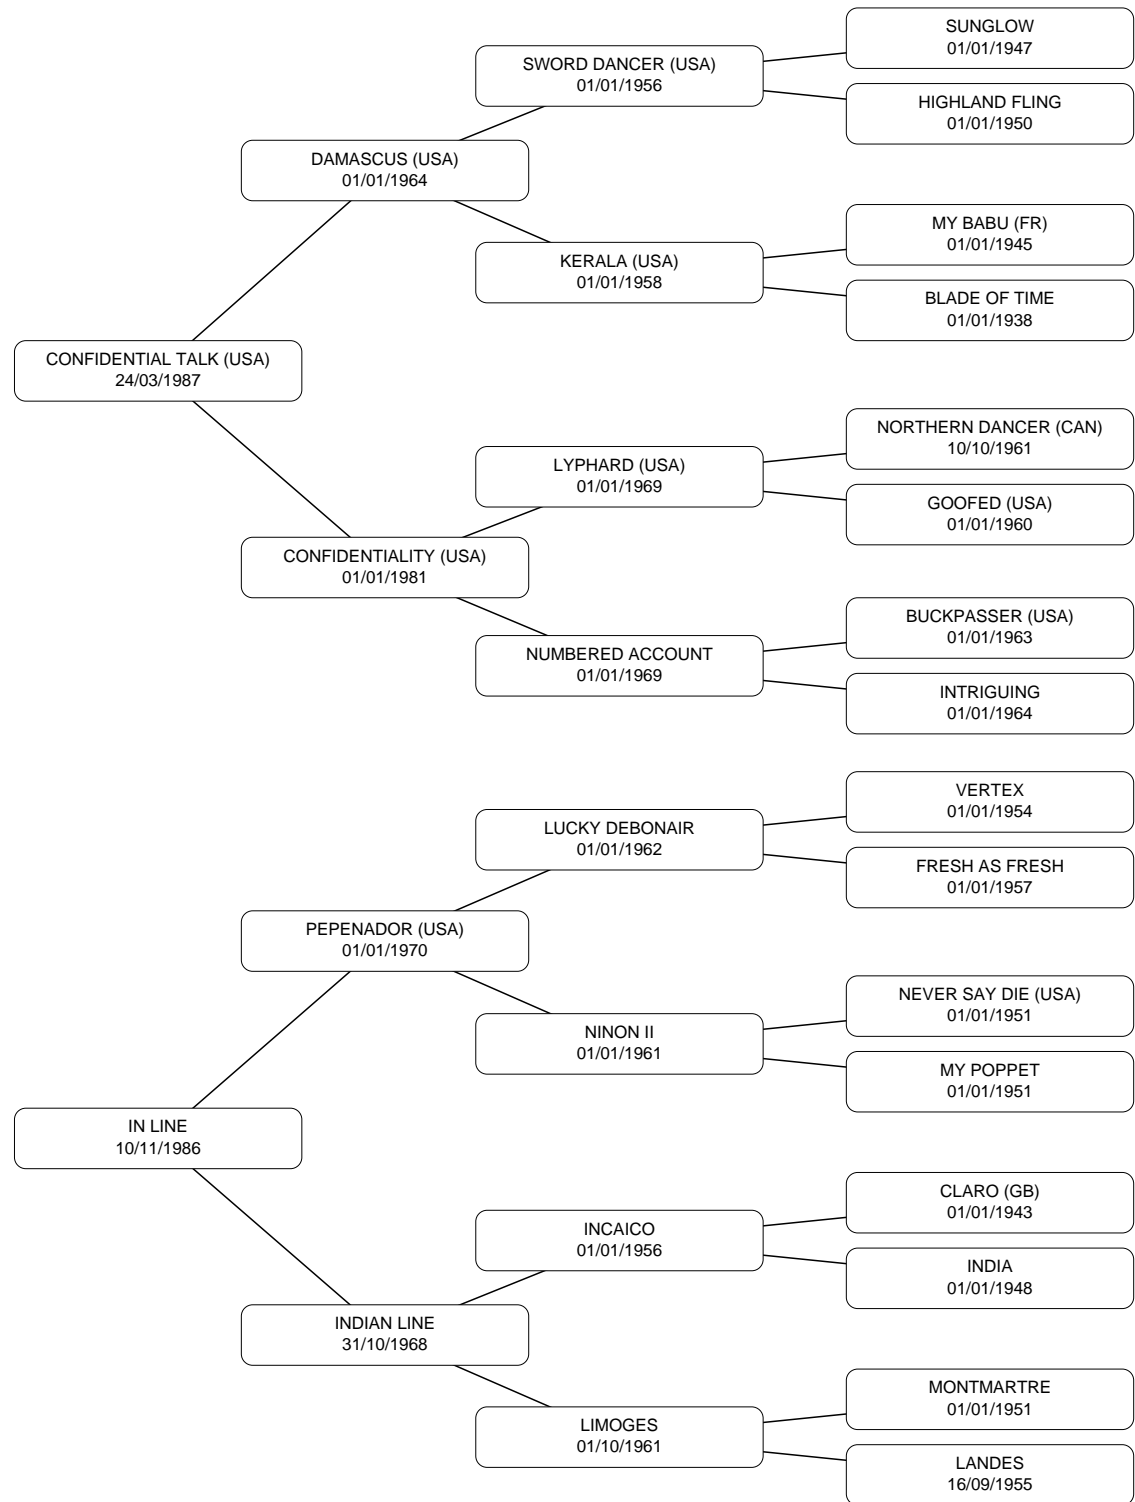 SUNGLOW
01/01/1947
SWORD DANCER (USA)
01/01/1956
HIGHLAND FLING
01/01/1950
DAMASCUS (USA)
01/01/1964
MY BABU (FR)
01/01/1945
KERALA (USA)
01/01/1958
BLADE OF TIME
01/01/1938
CONFIDENTIAL TALK (USA)
24/03/1987
NORTHERN DANCER (CAN)
10/10/1961
LYPHARD (USA)
01/01/1969
GOOFED (USA)
01/01/1960
CONFIDENTIALITY (USA)
01/01/1981
BUCKPASSER (USA)
01/01/1963
NUMBERED ACCOUNT
01/01/1969
INTRIGUING
01/01/1964
VERTEX
01/01/1954
LUCKY DEBONAIR
01/01/1962
FRESH AS FRESH
01/01/1957
PEPENADOR (USA)
01/01/1970
NEVER SAY DIE (USA)
01/01/1951
NINON II
01/01/1961
MY POPPET
01/01/1951
IN LINE
10/11/1986
CLARO (GB)
01/01/1943
INCAICO
01/01/1956
INDIA
01/01/1948
INDIAN LINE
31/10/1968
MONTMARTRE
01/01/1951
LIMOGES
01/10/1961
LANDES
16/09/1955